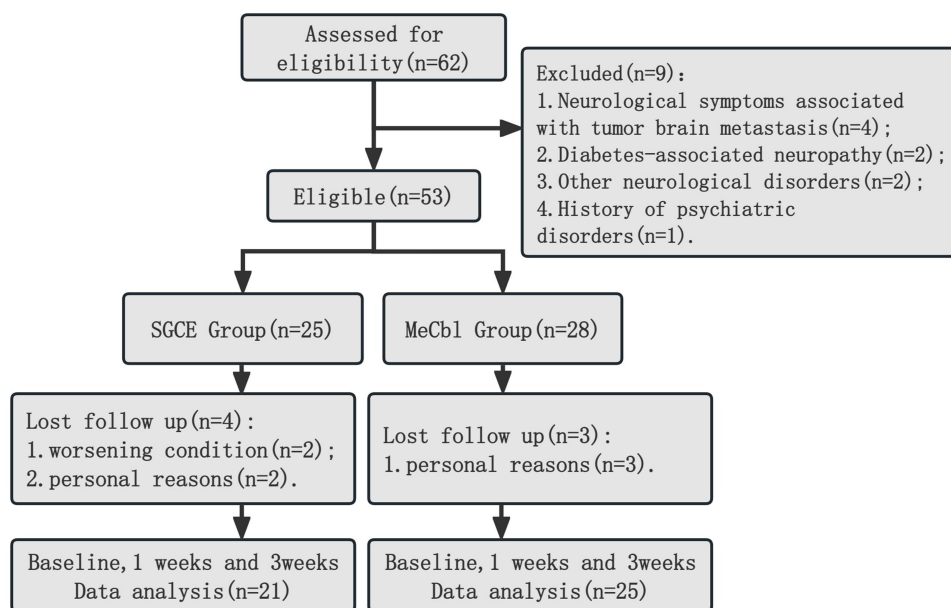 Assessed for
eligibility(n=62)
Excluded(n=9):
1.Neurological symptoms associated
with tumor brain metastasis(n=4);
2.Diabetes-associated neuropathy(n=2);
3.Other neurological disorders(n=2);
4.History of psychiatric
disorders(n=1).
Eligible(n=53)
SGCE Group(n=25)
MeCbl Group(n=28)
Lost follow up(n=4):
1.worsening condition(n=2);
2.personal reasons(n=2).
Lost follow up(n=3):
1.personal reasons(n=3).
Baseline,1 weeks and 3weeks
Data analysis(n=21)
Baseline,1 weeks and 3weeks
Data analysis(n=25)